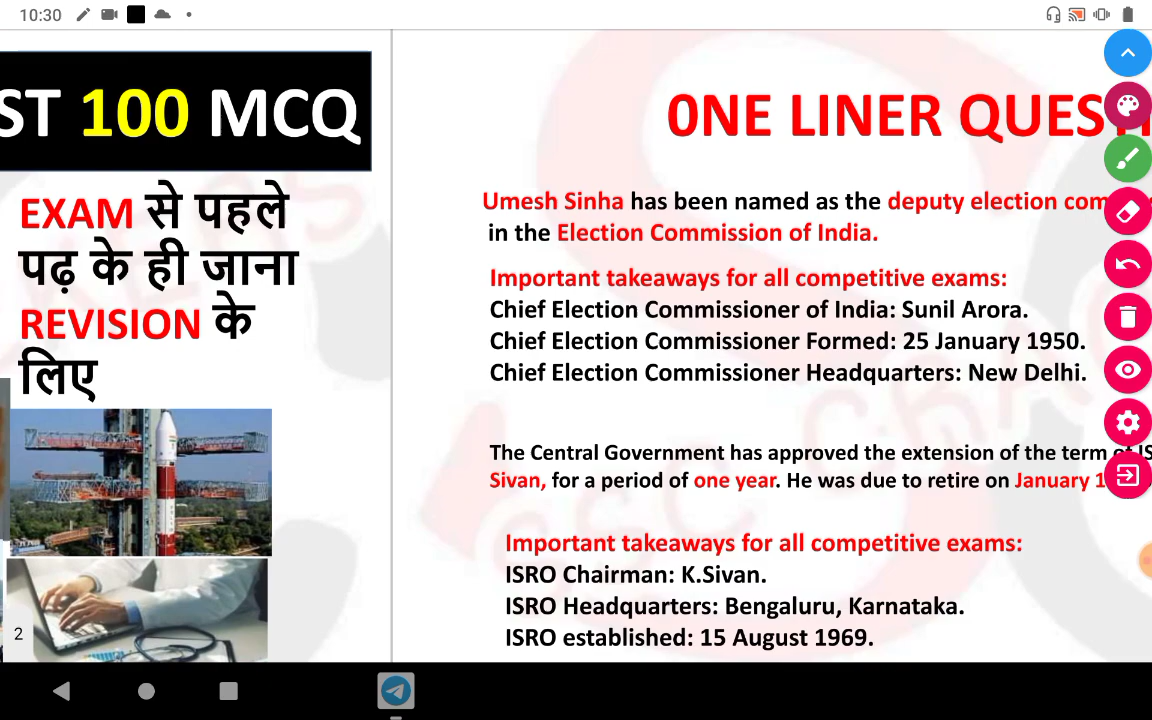 10:30
ST 100 MCQ
EXAM से पहले
पढ़ के ही जाना
REVISION के
लिए
2
0NE LINER QUEST
Umesh Sinha has been named as the deputy election com
in the Election Commission of India.
Important takeaways for all competitive exams:
Chief Election Commissioner of India: Sunil Arora.
Chief Election Commissioner Formed: 25 January 1950.
Chief Election Commissioner Headquarters: New Delhi.
The Central Government has approved the extension of the term of IS
Sivan, for a period of one year. He was due to retire on January 1
Important takeaways for all competitive exams:
ISRO Chairman: K.Sivan.
ISRO Headquarters: Bengaluru, Karnataka.
ISRO established: 15 August 1969.